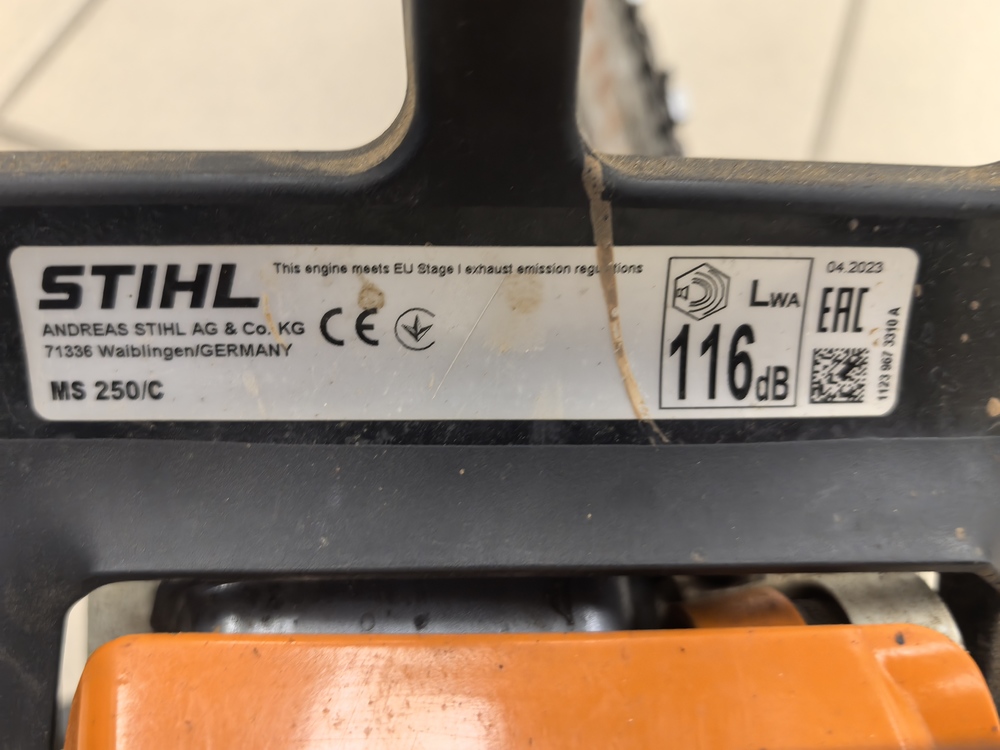 STIHL
This engine meets EU Stage I exhaust emission regulations
ANDREAS STIHL AG & Co. KG
71336 Waiblingen/GERMANY
MS 250/C
CE
LWA
116dB
04.2023
EAC
1123 967 3310 A